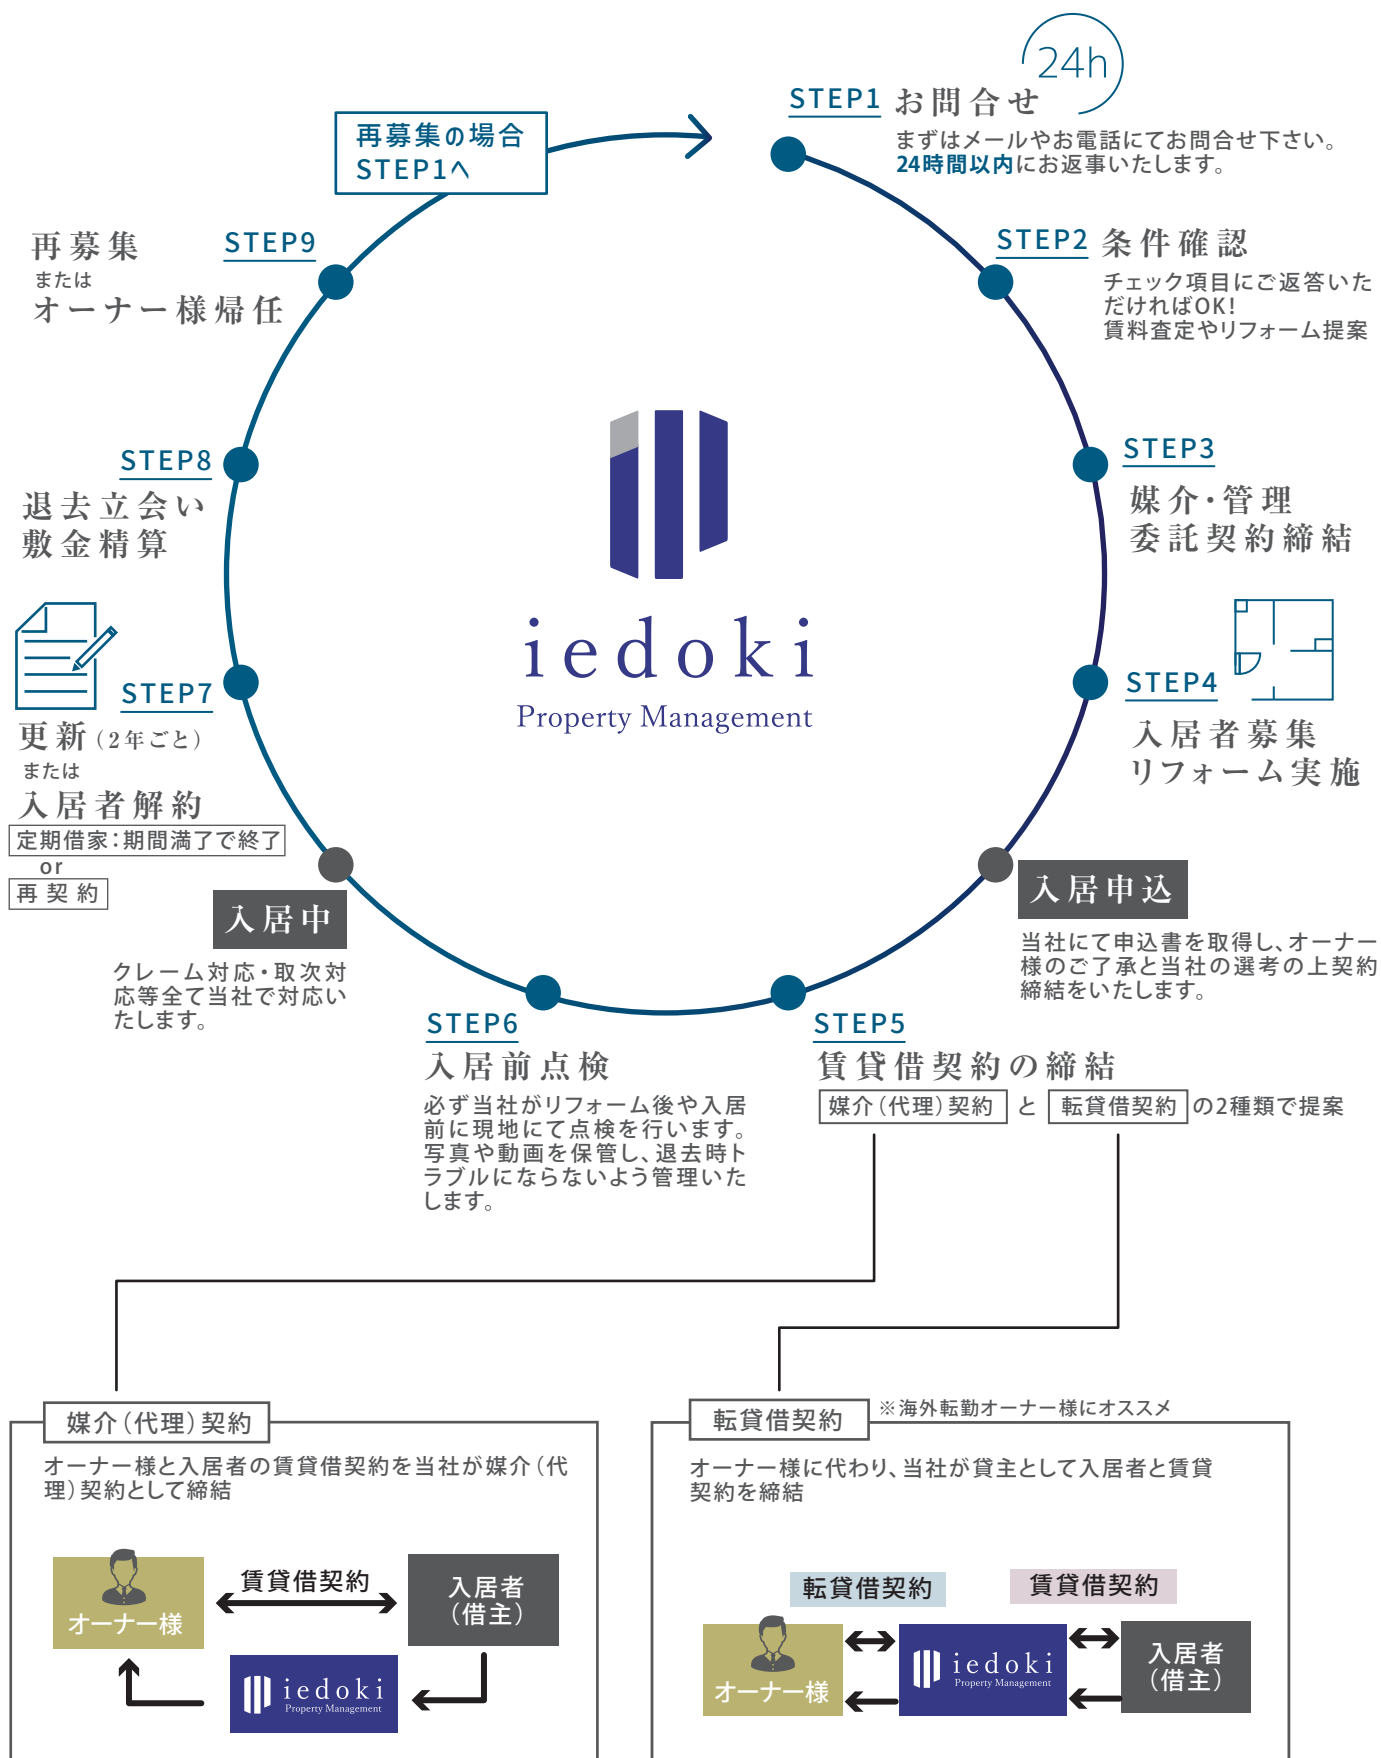 24h
STEP1 お問合せ
まずはメールやお電話にてお問合せ下さい。
24時間以内にお返事いたします。
再募集の場合
STEP1へ
STEP2 条件確認
チェック項目にご返答いた
だければOK!
賃料査定やリフォーム提案
STEP3
媒介・管理
委託契約締結
STEP4
入居者募集
リフォーム実施
入居申込
当社にて申込書を取得し、オーナー
様のご了承と当社の選考の上契約
締結をいたします。
STEP5
賃貸借契約の締結
媒介（代理）契約 と 転貸借契約 の2種類で提案
STEP6
入居前点検
必ず当社がリフォーム後や入居
前に現地にて点検を行います。
写真や動画を保管し、退去時ト
ラブルにならないよう管理いた
します。
入居中
クレーム対応・取次対
応等全て当社で対応い
たします。
STEP7
更新（2年ごと）
または
入居者解約
定期借家：期間満了で終了
or
再契約
STEP8
退去立会い
敷金精算
STEP9
再募集
または
オーナー様帰任
iedoki
Property Management
媒介（代理）契約
オーナー様と入居者の賃貸借契約を当社が媒介（代
理）契約として締結
オーナー様
賃貸借契約
入居者
（借主）
iedoki
Property Management
転貸借契約
※海外転勤オーナー様にオススメ
オーナー様に代わり、当社が貸主として入居者と賃貸
契約を締結
転貸借契約
賃貸借契約
オーナー様
iedoki
Property Management
入居者
（借主）